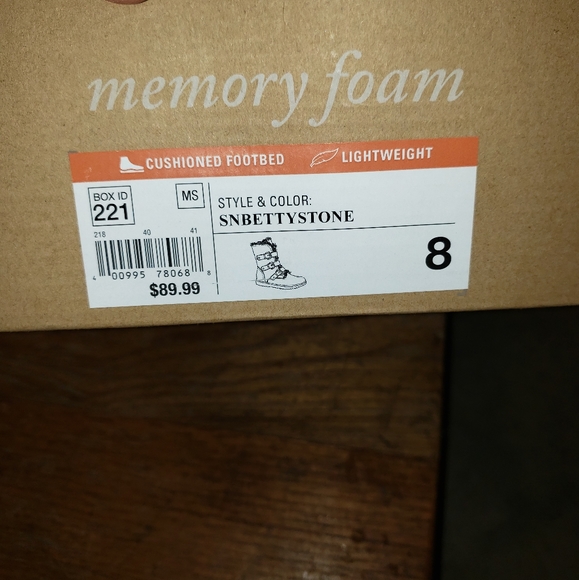 memory foam
CUSHIONED FOOTBED LIGHTWEIGHT
BOX ID
221
MS
STYLE & COLOR:
SNBETTYSTONE
218 40 41
4 00995 78068 8
$89.99
8